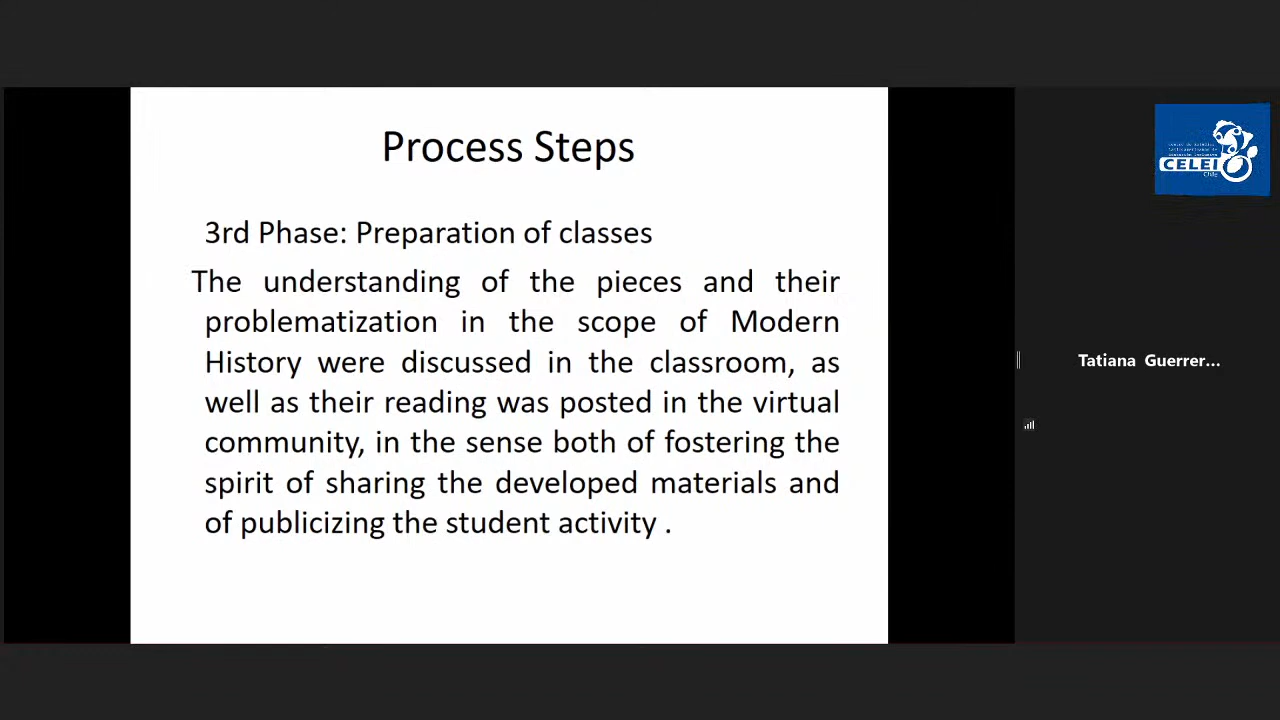 Process Steps
3rd Phase: Preparation of classes
The understanding of the pieces and their
problematization in the scope of Modern
History were discussed in the classroom, as
well as their reading was posted in the virtual
community, in the sense both of fostering the
spirit of sharing the developed materials and
of publicizing the student activity .
CELEI
Chile
Tatiana Guerrer...